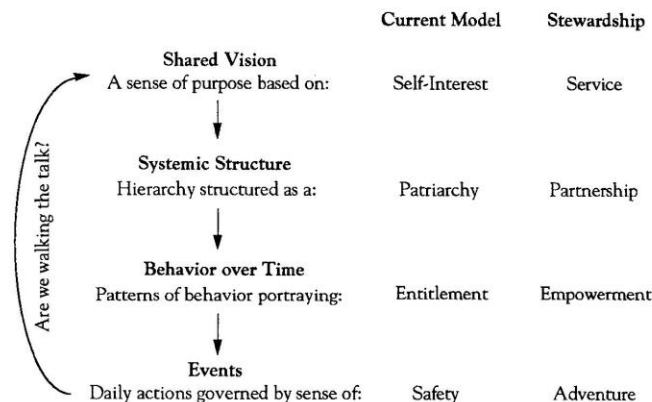 Current Model Stewardship
Shared Vision
A sense of purpose based on: Self-Interest Service
Are we walking the talk?
Systemic Structure
Hierarchy structured as a: Patriarchy Partnership
Behavior over Time
Patterns of behavior portraying: Entitlement Empowerment
Events
Daily actions governed by sense of: Safety Adventure